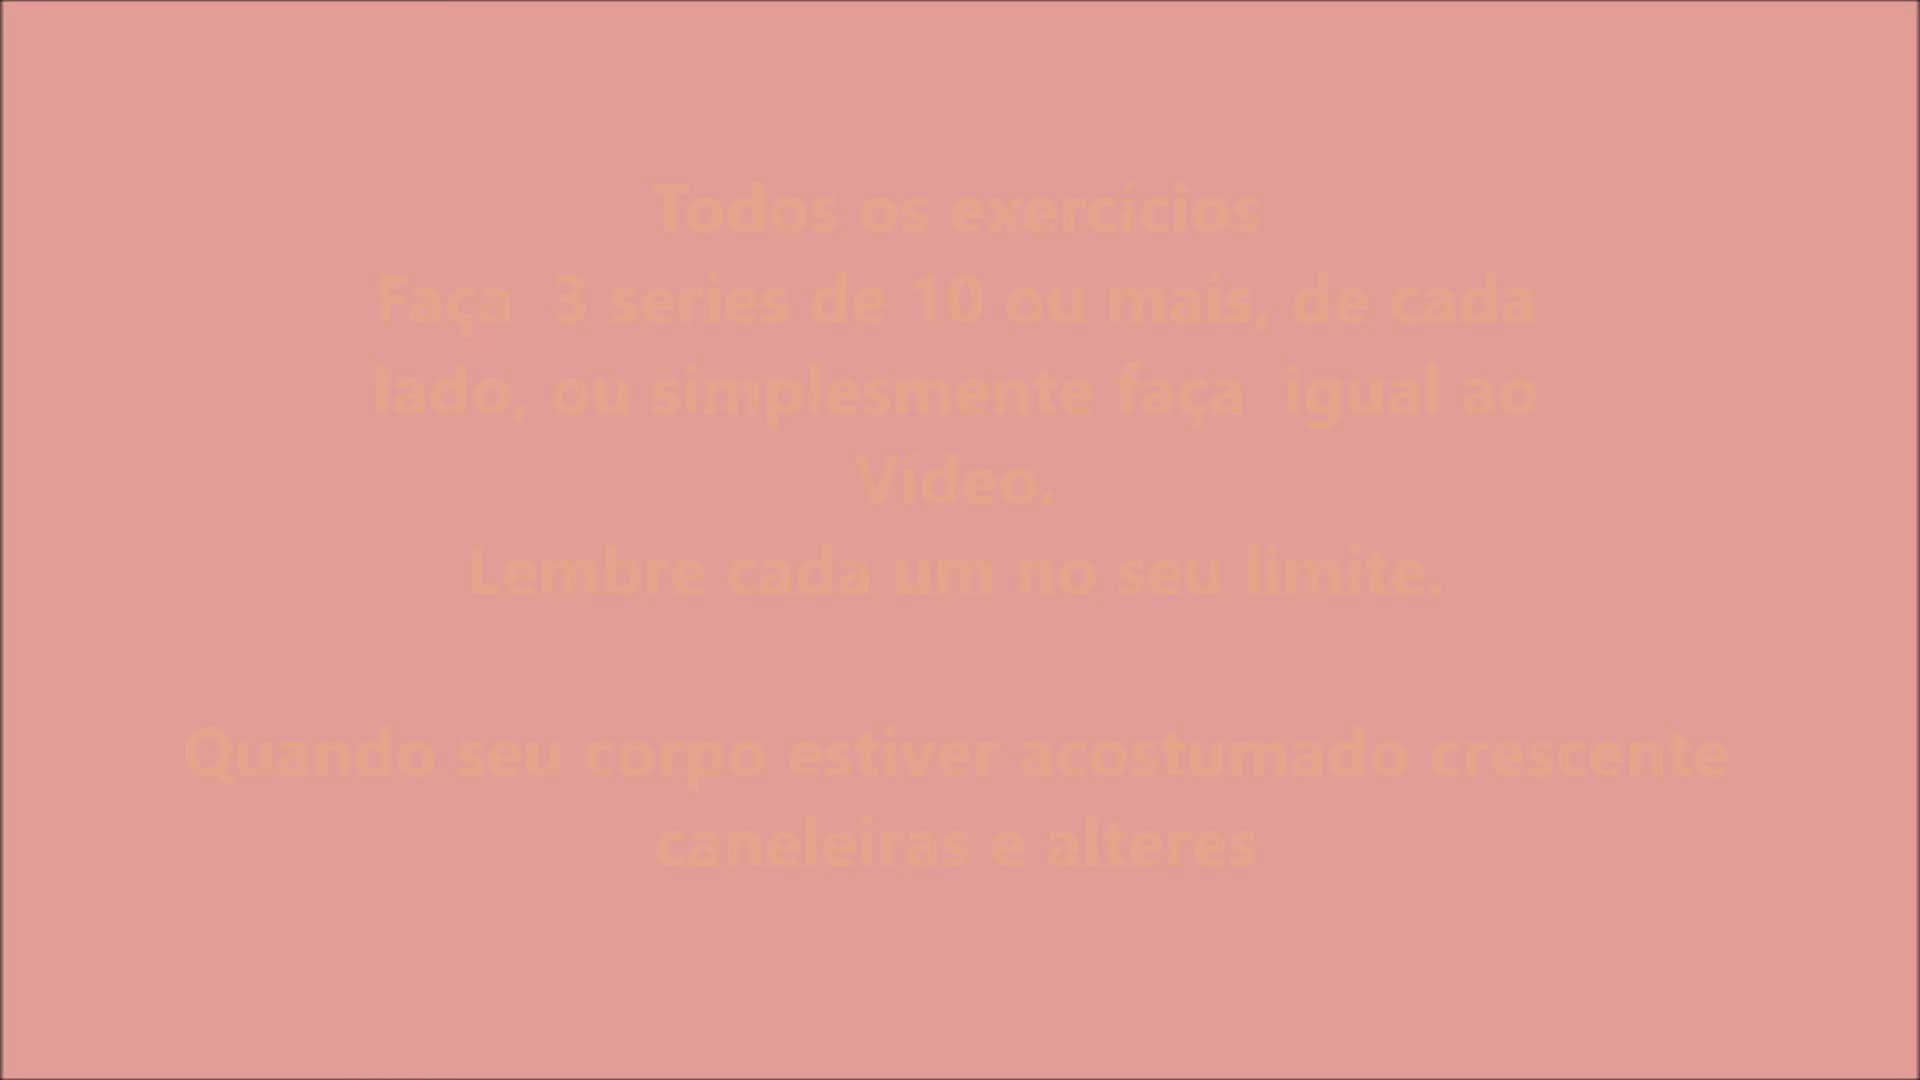 Todos os exercícios
Faça  3 series de 10 ou mais, de cada
lado, ou simplesmente faça  igual ao
Vídeo.
Lembre cada um no seu limite.
Quando seu corpo estiver acostumado crescente
caneleiras e alteres